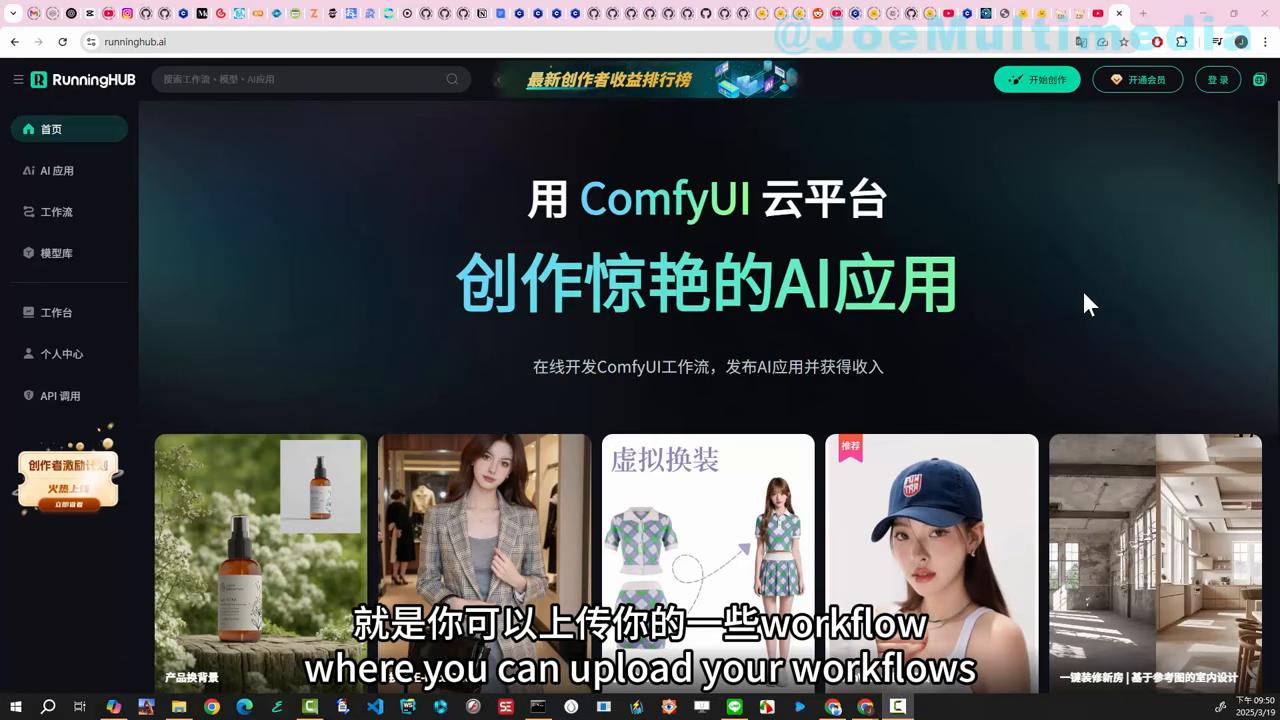 @JoeMultimedia
runninghub.ai
RunningHUB
搜索工作流、模型、AI应用
最新创作者收益排行榜
开始创作
开通会员
登 录
首页
AI 应用
工作流
模型库
工作台
个人中心
API 调用
创作者激励计划
火热上线
立即查看
用 ComfyUI 云平台
创作惊艳的AI应用
在线开发ComfyUI工作流，发布AI应用并获得收入
虚拟换装
推荐
产品换背景
一键装修新房 | 基于参考图的室内设计
就是你可以上传你的一些workflow
where you can upload your workflows
下午 09:50
2025/3/19